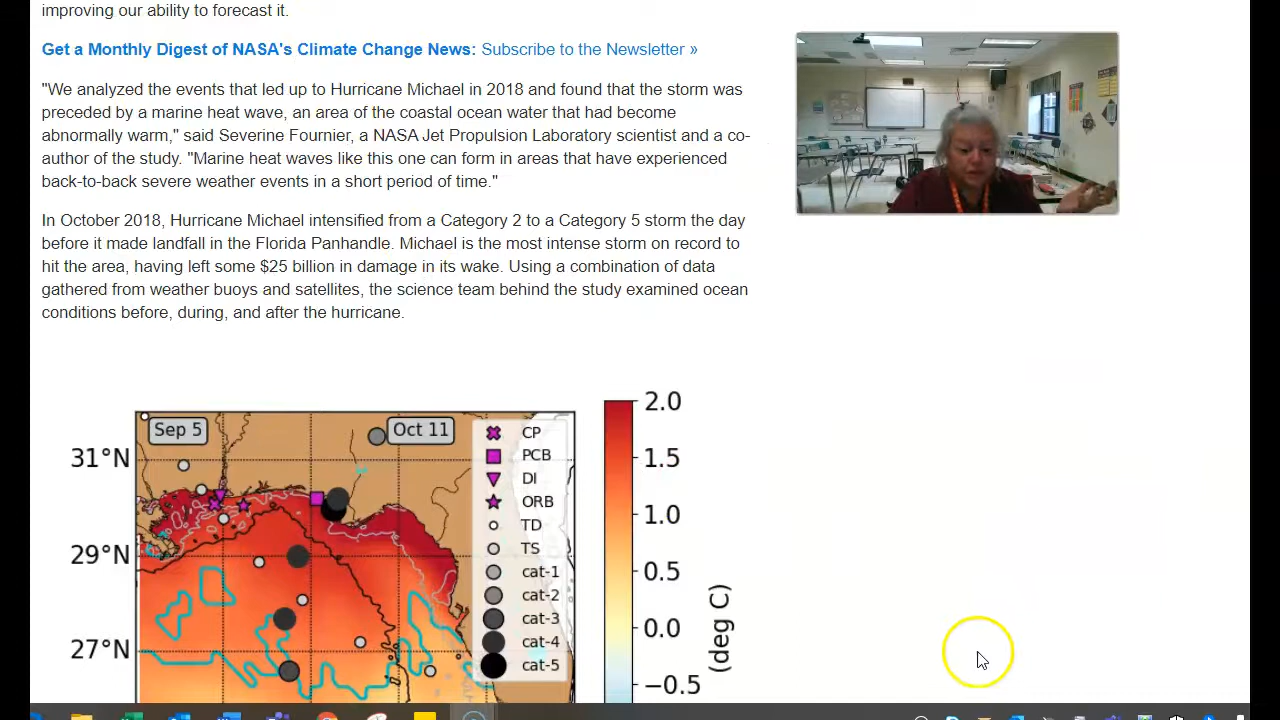 improving our ability to forecast it.
Get a Monthly Digest of NASA's Climate Change News: Subscribe to the Newsletter »
"We analyzed the events that led up to Hurricane Michael in 2018 and found that the storm was
preceded by a marine heat wave, an area of the coastal ocean water that had become
abnormally warm," said Severine Fournier, a NASA Jet Propulsion Laboratory scientist and a co-
author of the study. "Marine heat waves like this one can form in areas that have experienced
back-to-back severe weather events in a short period of time."
In October 2018, Hurricane Michael intensified from a Category 2 to a Category 5 storm the day
before it made landfall in the Florida Panhandle. Michael is the most intense storm on record to
hit the area, having left some $25 billion in damage in its wake. Using a combination of data
gathered from weather buoys and satellites, the science team behind the study examined ocean
conditions before, during, and after the hurricane.
Sep 5
Oct 11
31°N
29°N
27°N
CP
PCB
DI
ORB
TD
TS
cat-1
cat-2
cat-3
cat-4
cat-5
2.0
1.5
1.0
0.5
0.0
−0.5
(deg C)